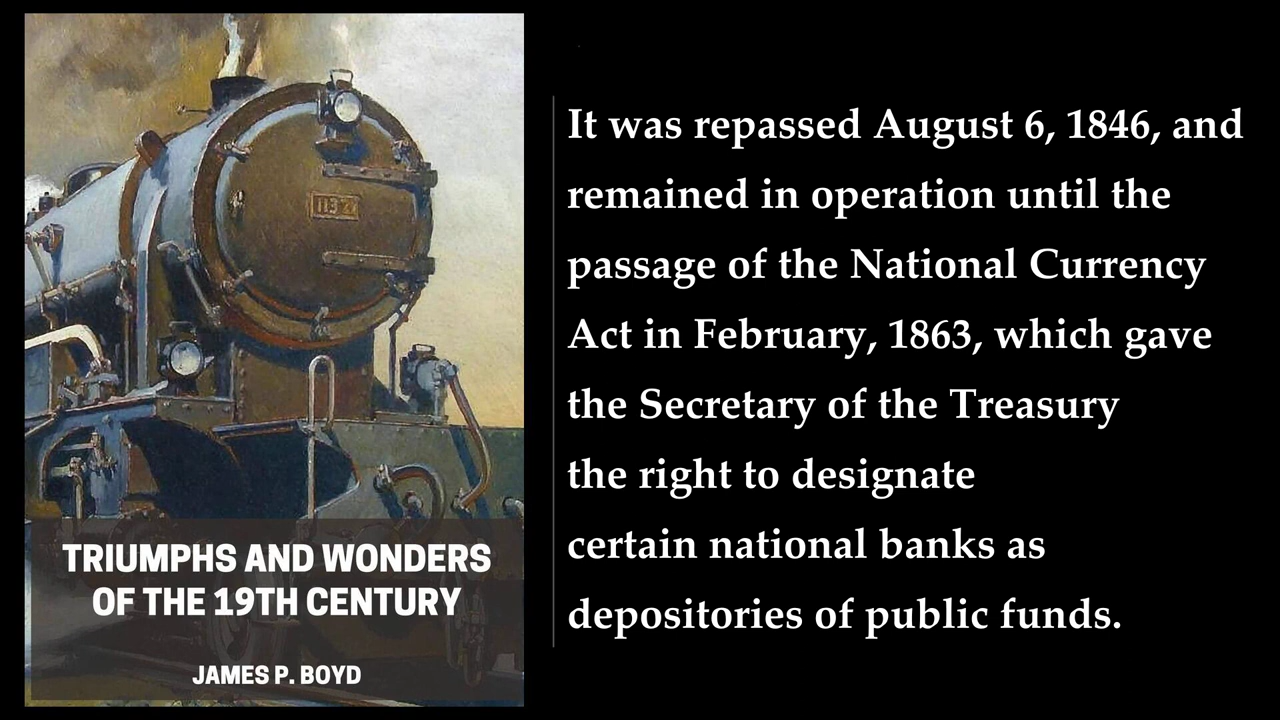 TRIUMPHS AND WONDERS
OF THE 19TH CENTURY
JAMES P. BOYD
It was repassed August 6, 1846, and
remained in operation until the
passage of the National Currency
Act in February, 1863, which gave
the Secretary of the Treasury
the right to designate
certain national banks as
depositories of public funds.